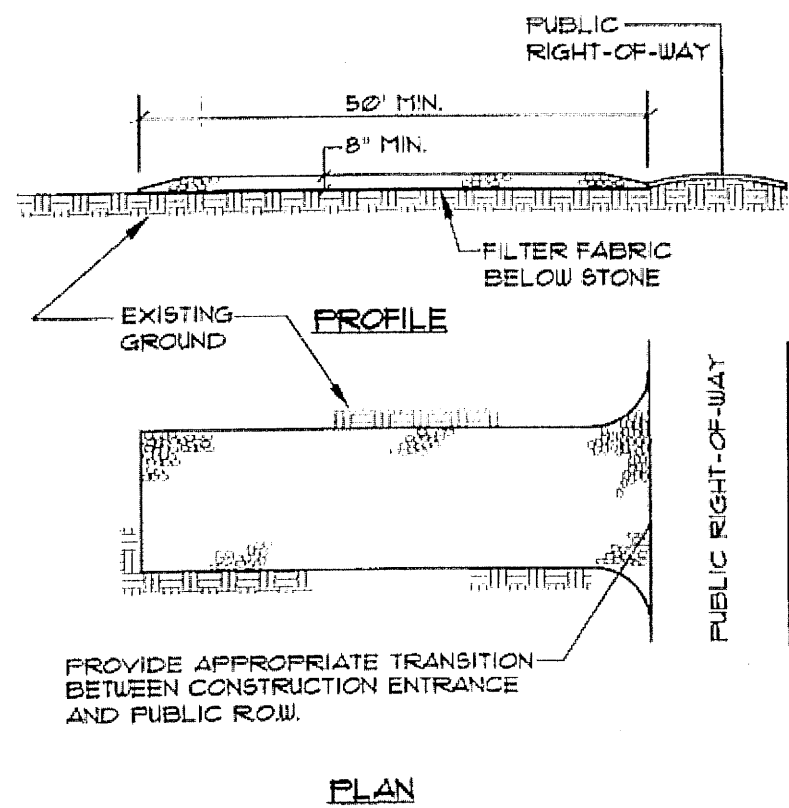 PUBLIC
RIGHT-OF-WAY
50' MIN.
8" MIN.
FILTER FABRIC
BELOW STONE
EXISTING
GROUND
PROFILE
PUBLIC RIGHT-OF-WAY
PROVIDE APPROPRIATE TRANSITION
BETWEEN CONSTRUCTION ENTRANCE
AND PUBLIC R.O.W.
PLAN